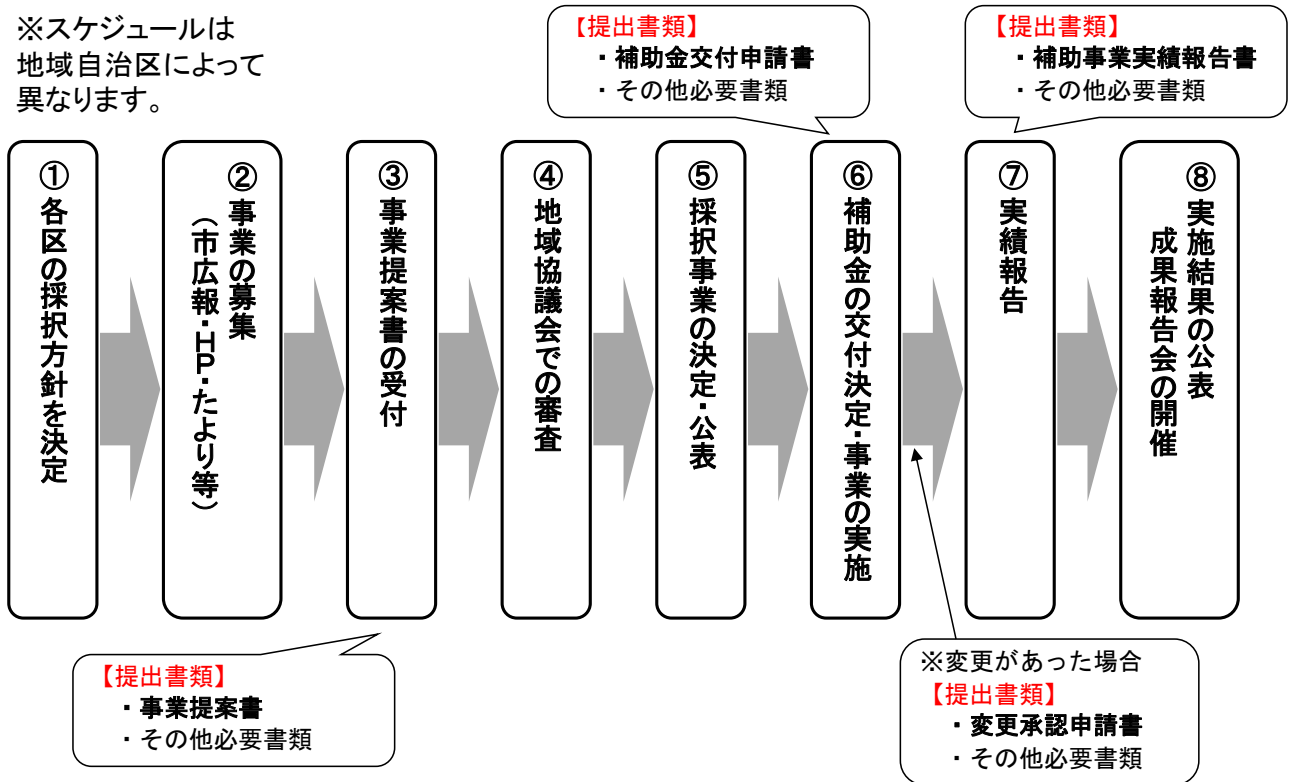 ※スケジュールは
地域自治区によって
異なります。
【提出書類】
・補助金交付申請書
・その他必要書類
【提出書類】
・補助事業実績報告書
・その他必要書類
①各区の採択方針を決定
②事業の募集
（市広報・HP・たより等）
③事業提案書の受付
④地域協議会での審査
⑤採択事業の決定・公表
⑥補助金の交付決定・事業の実施
⑦実績報告
⑧実施結果の公表
成果報告会の開催
【提出書類】
・事業提案書
・その他必要書類
※変更があった場合
【提出書類】
・変更承認申請書
・その他必要書類